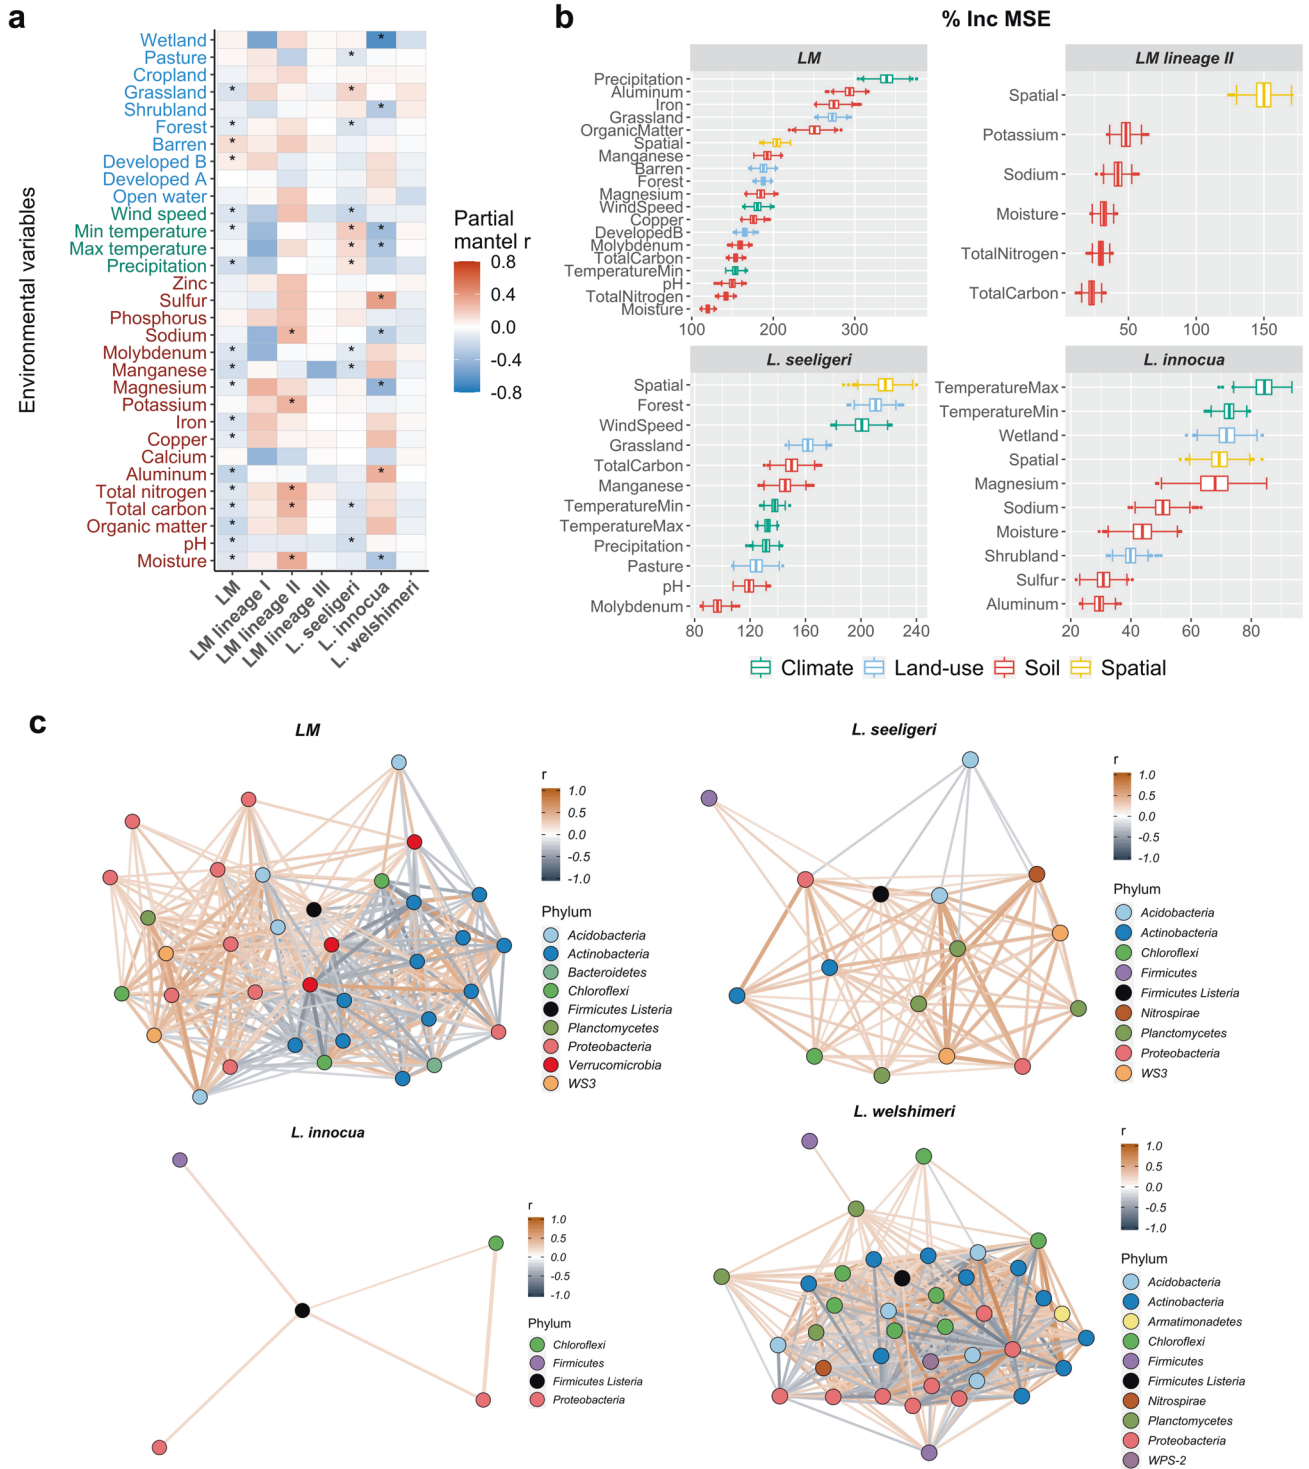 a
Environmental variables
Wetland
Pasture
Cropland
Grassland
Shrubland
Forest
Barren
Developed B
Developed A
Open water
Wind speed
Min temperature
Max temperature
Precipitation
Zinc
Sulfur
Phosphorus
Sodium
Molybdenum
Manganese
Magnesium
Potassium
Iron
Copper
Calcium
Aluminum
Total nitrogen
Total carbon
Organic matter
pH
Moisture
LM
LM lineage I
LM lineage II
LM lineage III
L. seeligeri
L. innocua
L. welshimeri
Partial
mantel r
0.8
0.4
0.0
-0.4
-0.8
b
% Inc MSE
LM
Precipitation
Aluminum
Iron
Grassland
OrganicMatter
Spatial
Manganese
Barren
Forest
Magnesium
WindSpeed
Copper
DevelopedB
Molybdenum
TotalCarbon
TemperatureMin
pH
TotalNitrogen
Moisture
100 200 300
LM lineage II
Spatial
Potassium
Sodium
Moisture
TotalNitrogen
TotalCarbon
50 100 150
L. seeligeri
Spatial
Forest
WindSpeed
Grassland
TotalCarbon
Manganese
TemperatureMin
TemperatureMax
Precipitation
Pasture
pH
Molybdenum
80 120 160 200 240
L. innocua
TemperatureMax
TemperatureMin
Wetland
Spatial
Magnesium
Sodium
Moisture
Shrubland
Sulfur
Aluminum
20 40 60 80
Climate Land-use Soil Spatial
c
LM
r
1.0
0.5
0.0
-0.5
-1.0
Phylum
Acidobacteria
Actinobacteria
Bacteroidetes
Chloroflexi
Firmicutes Listeria
Planctomycetes
Proteobacteria
Verrucomicrobia
WS3
L. seeligeri
r
1.0
0.5
0.0
-0.5
-1.0
Phylum
Acidobacteria
Actinobacteria
Chloroflexi
Firmicutes
Firmicutes Listeria
Nitrospirae
Planctomycetes
Proteobacteria
WS3
L. innocua
r
1.0
0.5
0.0
-0.5
-1.0
Phylum
Chloroflexi
Firmicutes
Firmicutes Listeria
Proteobacteria
L. welshimeri
r
1.0
0.5
0.0
-0.5
-1.0
Phylum
Acidobacteria
Actinobacteria
Armatimonadetes
Chloroflexi
Firmicutes
Firmicutes Listeria
Nitrospirae
Planctomycetes
Proteobacteria
WPS-2